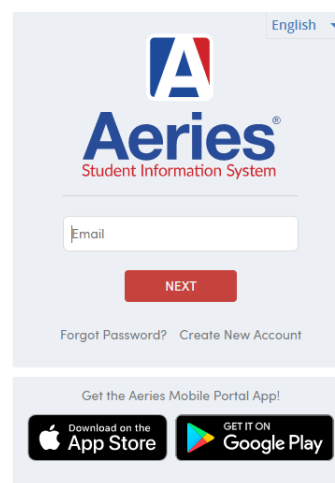 English
Aeries®
Student Information System
Email
NEXT
Forgot Password? Create New Account
Get the Aeries Mobile Portal App!
Download on the
App Store
GET IT ON
Google Play